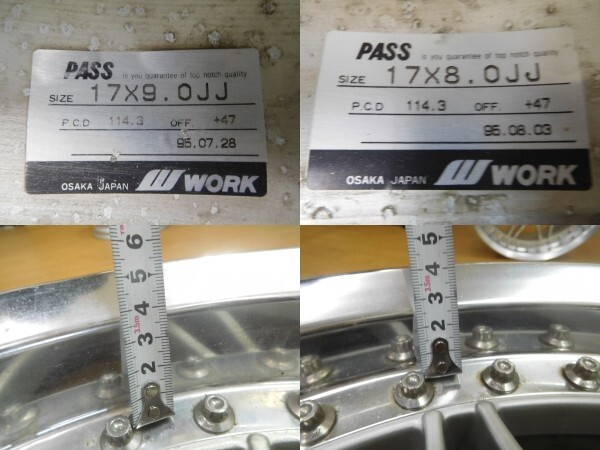 PASS is you guarantee of top notch quality
SIZE 17X9.0JJ
P.C.D 114.3 OFF. +47
95.07.28
OSAKA JAPAN WORK
PASS is you guarantee of top notch quality
SIZE 17X8.0JJ
P.C.D 114.3 OFF. +47
95.08.03
OSAKA JAPAN WORK
2 3 4 5 6
2 3 4 5